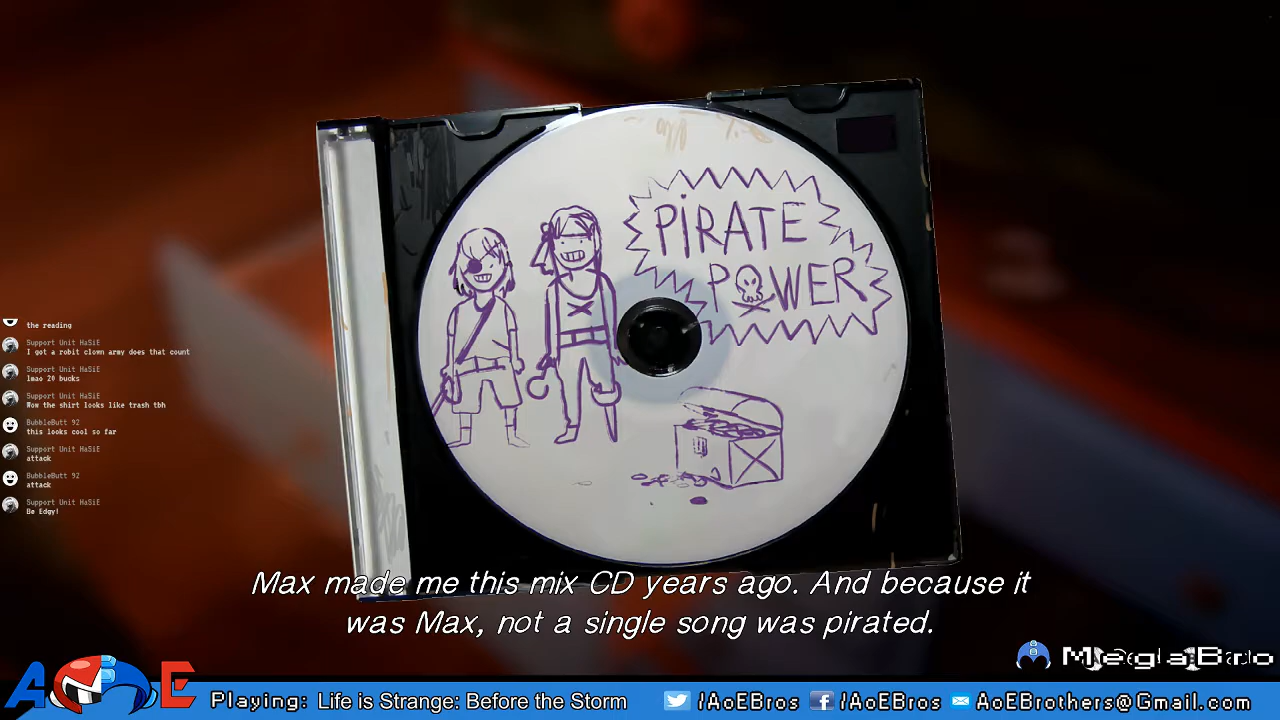 PiRATE
POWER
the reading
Support Unit HaSiE
I got a robit clown army does that count
Support Unit HaSiE
lmao 20 bucks
Support Unit HaSiE
Wow the shirt looks like trash tbh
BubbleButt 92
this looks cool so far
Support Unit HaSiE
attack
BubbleButt 92
attack
Support Unit HaSiE
Be Edgy!
Max made me this mix CD years ago. And because it
was Max, not a single song was pirated.
MegaBro
AoE Playing: Life is Strange: Before the Storm /AoEBros /AoEBros AoEBrothers@Gmail.com